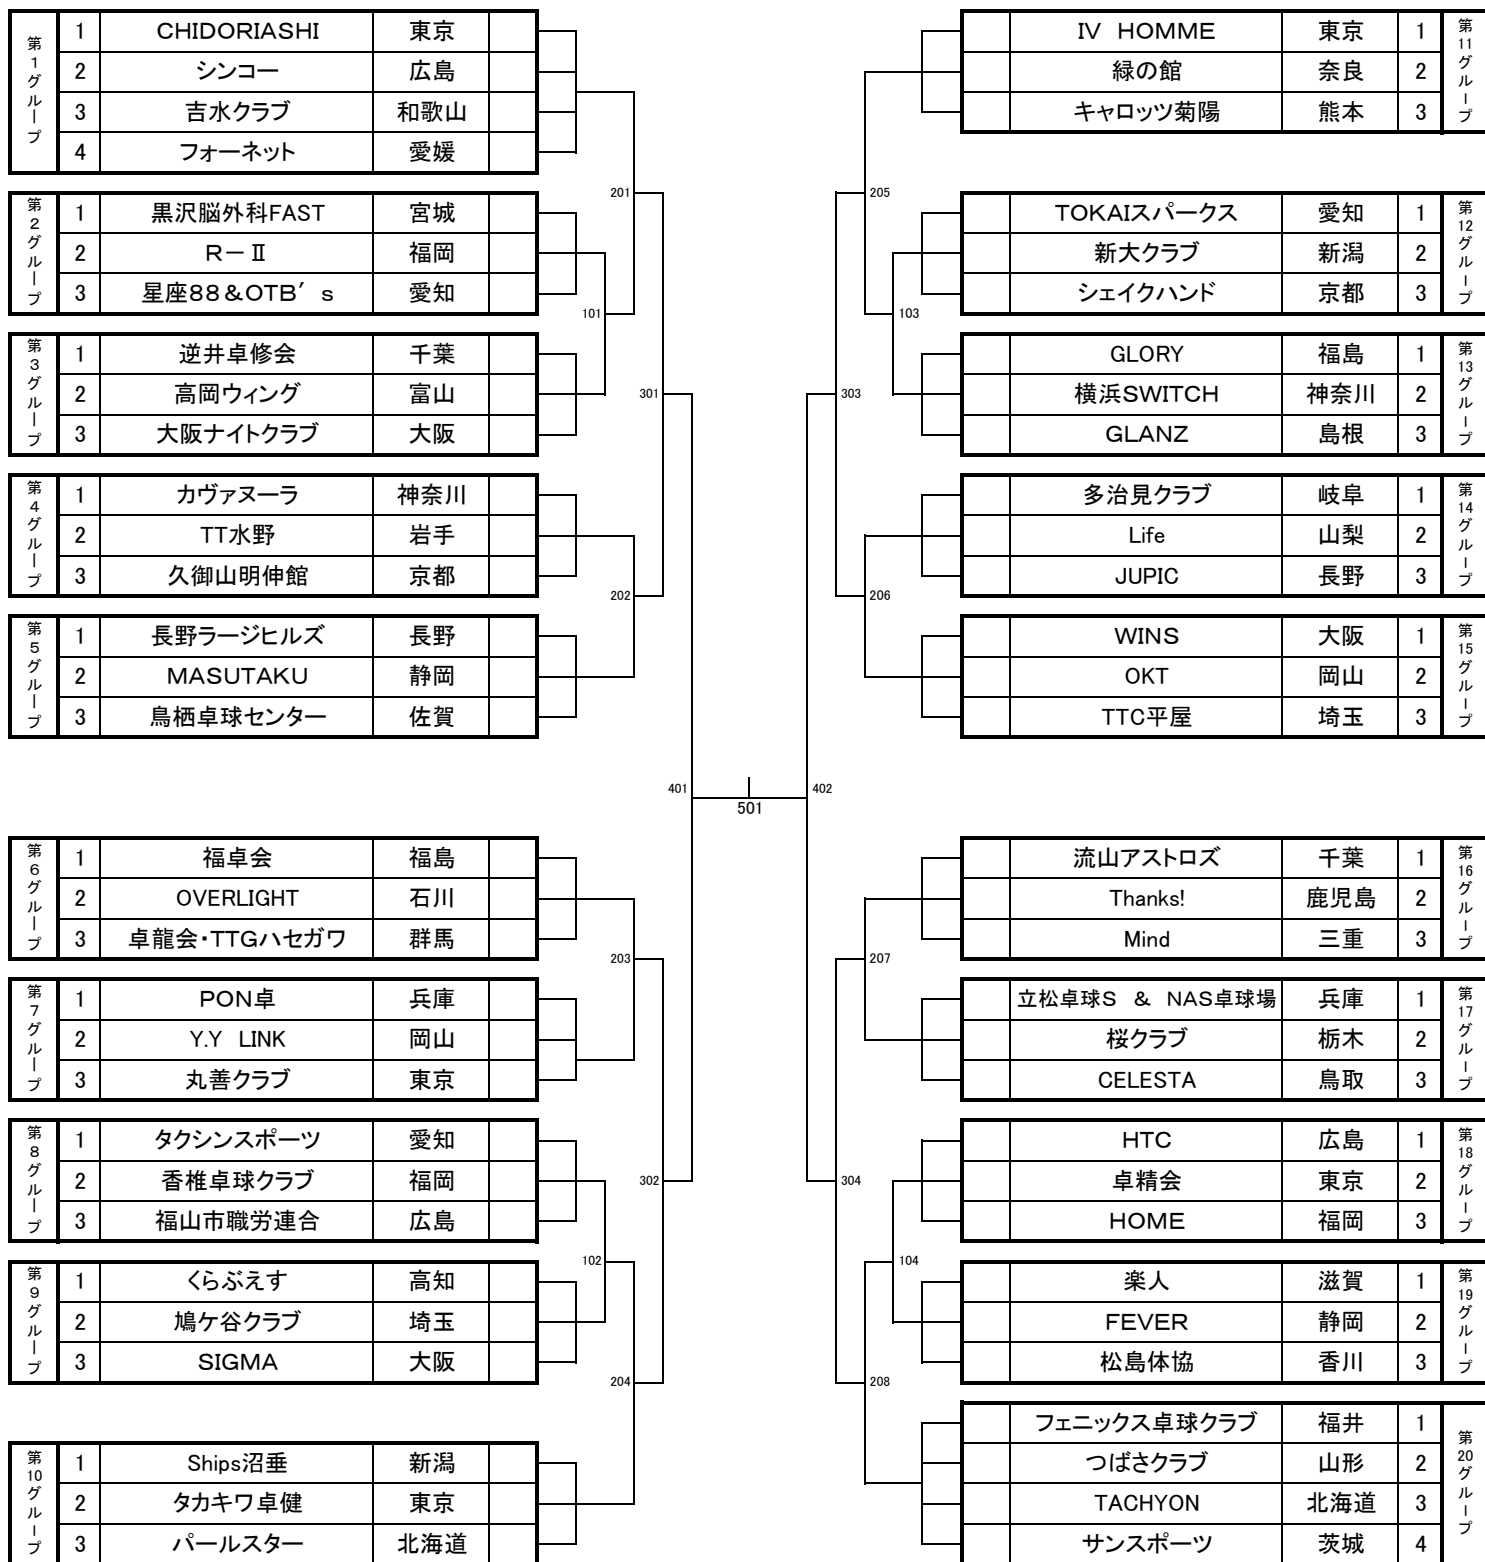 第1グループ
1 CHIDORIASHI 東京
2 シンコー 広島
3 吉水クラブ 和歌山
4 フォーネット 愛媛
第2グループ
1 黒沢脳外科FAST 宮城
2 R－Ⅱ 福岡
3 星座88＆OTB′s 愛知
第3グループ
1 逆井卓修会 千葉
2 高岡ウィング 富山
3 大阪ナイトクラブ 大阪
第4グループ
1 カヴァヌーラ 神奈川
2 TT水野 岩手
3 久御山明伸館 京都
第5グループ
1 長野ラージヒルズ 長野
2 MASUTAKU 静岡
3 鳥栖卓球センター 佐賀
第6グループ
1 福卓会 福島
2 OVERLIGHT 石川
3 卓龍会・TTGハセガワ 群馬
第7グループ
1 PON卓 兵庫
2 Y.Y LINK 岡山
3 丸善クラブ 東京
第8グループ
1 タクシンスポーツ 愛知
2 香椎卓球クラブ 福岡
3 福山市職労連合 広島
第9グループ
1 くらぶえす 高知
2 鳩ケ谷クラブ 埼玉
3 SIGMA 大阪
第10グループ
1 Ships沼垂 新潟
2 タカキワ卓健 東京
3 パールスター 北海道
101
102
201
202
203
204
301
302
401
501
402
303
304
205
206
207
208
103
104
IV HOMME 東京 1
緑の館 奈良 2
キャロッツ菊陽 熊本 3
第11グループ
TOKAIスパークス 愛知 1
新大クラブ 新潟 2
シェイクハンド 京都 3
第12グループ
GLORY 福島 1
横浜SWITCH 神奈川 2
GLANZ 島根 3
第13グループ
多治見クラブ 岐阜 1
Life 山梨 2
JUPIC 長野 3
第14グループ
WINS 大阪 1
OKT 岡山 2
TTC平屋 埼玉 3
第15グループ
流山アストロズ 千葉 1
Thanks! 鹿児島 2
Mind 三重 3
第16グループ
立松卓球S & NAS卓球場 兵庫 1
桜クラブ 栃木 2
CELESTA 鳥取 3
第17グループ
HTC 広島 1
卓精会 東京 2
HOME 福岡 3
第18グループ
楽人 滋賀 1
FEVER 静岡 2
松島体協 香川 3
第19グループ
フェニックス卓球クラブ 福井 1
つばさクラブ 山形 2
TACHYON 北海道 3
サンスポーツ 茨城 4
第20グループ